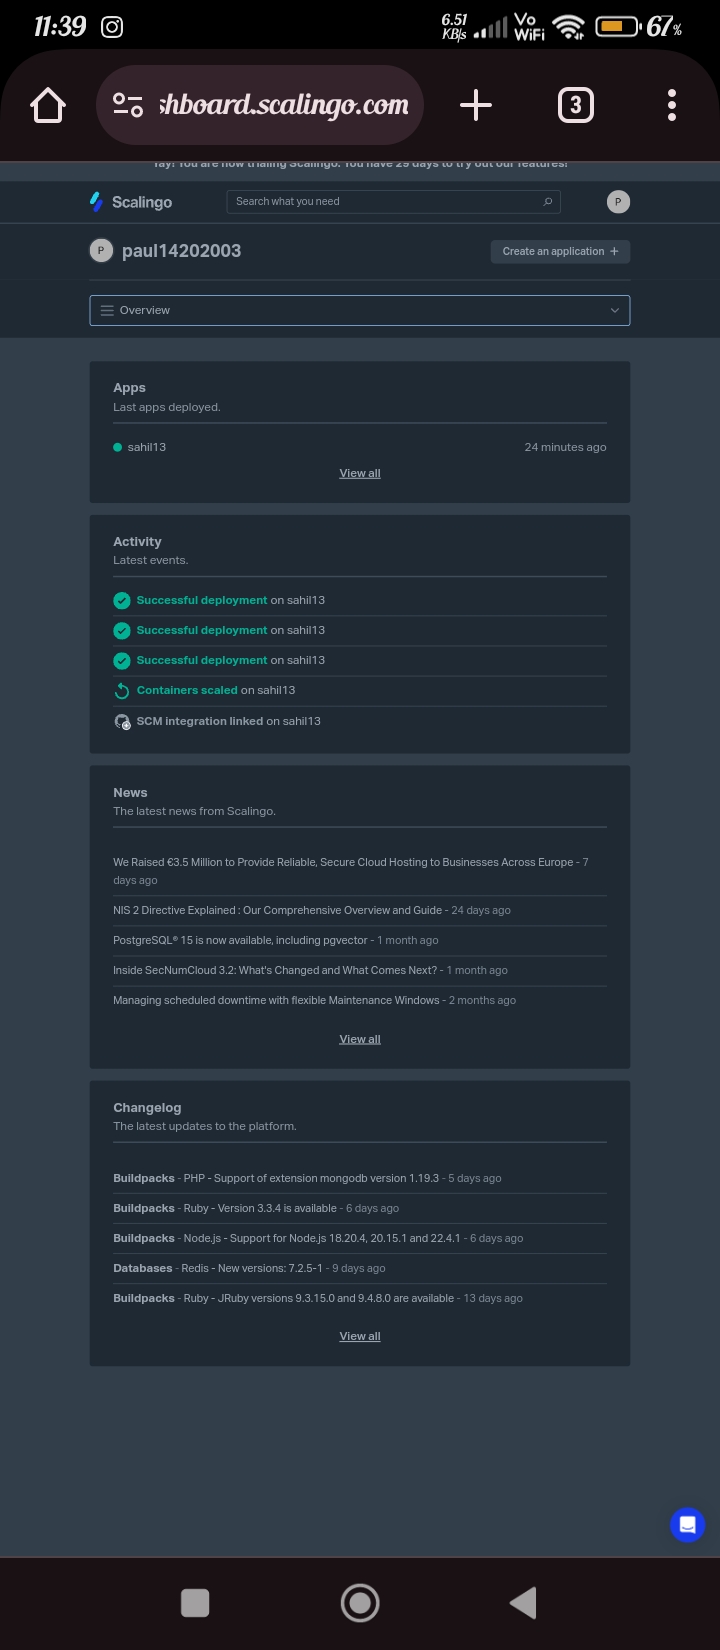 11:39
6.51 KB/s
Vo WiFi
67%
shboard.scalingo.com
3
Yay! You are now trialing Scalingo. You have 29 days to try out our features!
Scalingo
Search what you need
P
P
paul14202003
Create an application +
Overview
Apps
Last apps deployed.
sahil13
24 minutes ago
View all
Activity
Latest events.
Successful deployment on sahil13
Successful deployment on sahil13
Successful deployment on sahil13
Containers scaled on sahil13
SCM integration linked on sahil13
News
The latest news from Scalingo.
We Raised €3.5 Million to Provide Reliable, Secure Cloud Hosting to Businesses Across Europe - 7
days ago
NIS 2 Directive Explained : Our Comprehensive Overview and Guide - 24 days ago
PostgreSQL® 15 is now available, including pgvector - 1 month ago
Inside SecNumCloud 3.2: What's Changed and What Comes Next? - 1 month ago
Managing scheduled downtime with flexible Maintenance Windows - 2 months ago
View all
Changelog
The latest updates to the platform.
Buildpacks - PHP - Support of extension mongodb version 1.19.3 - 5 days ago
Buildpacks - Ruby - Version 3.3.4 is available - 6 days ago
Buildpacks - Node.js - Support for Node.js 18.20.4, 20.15.1 and 22.4.1 - 6 days ago
Databases - Redis - New versions: 7.2.5-1 - 9 days ago
Buildpacks - Ruby - JRuby versions 9.3.15.0 and 9.4.8.0 are available - 13 days ago
View all